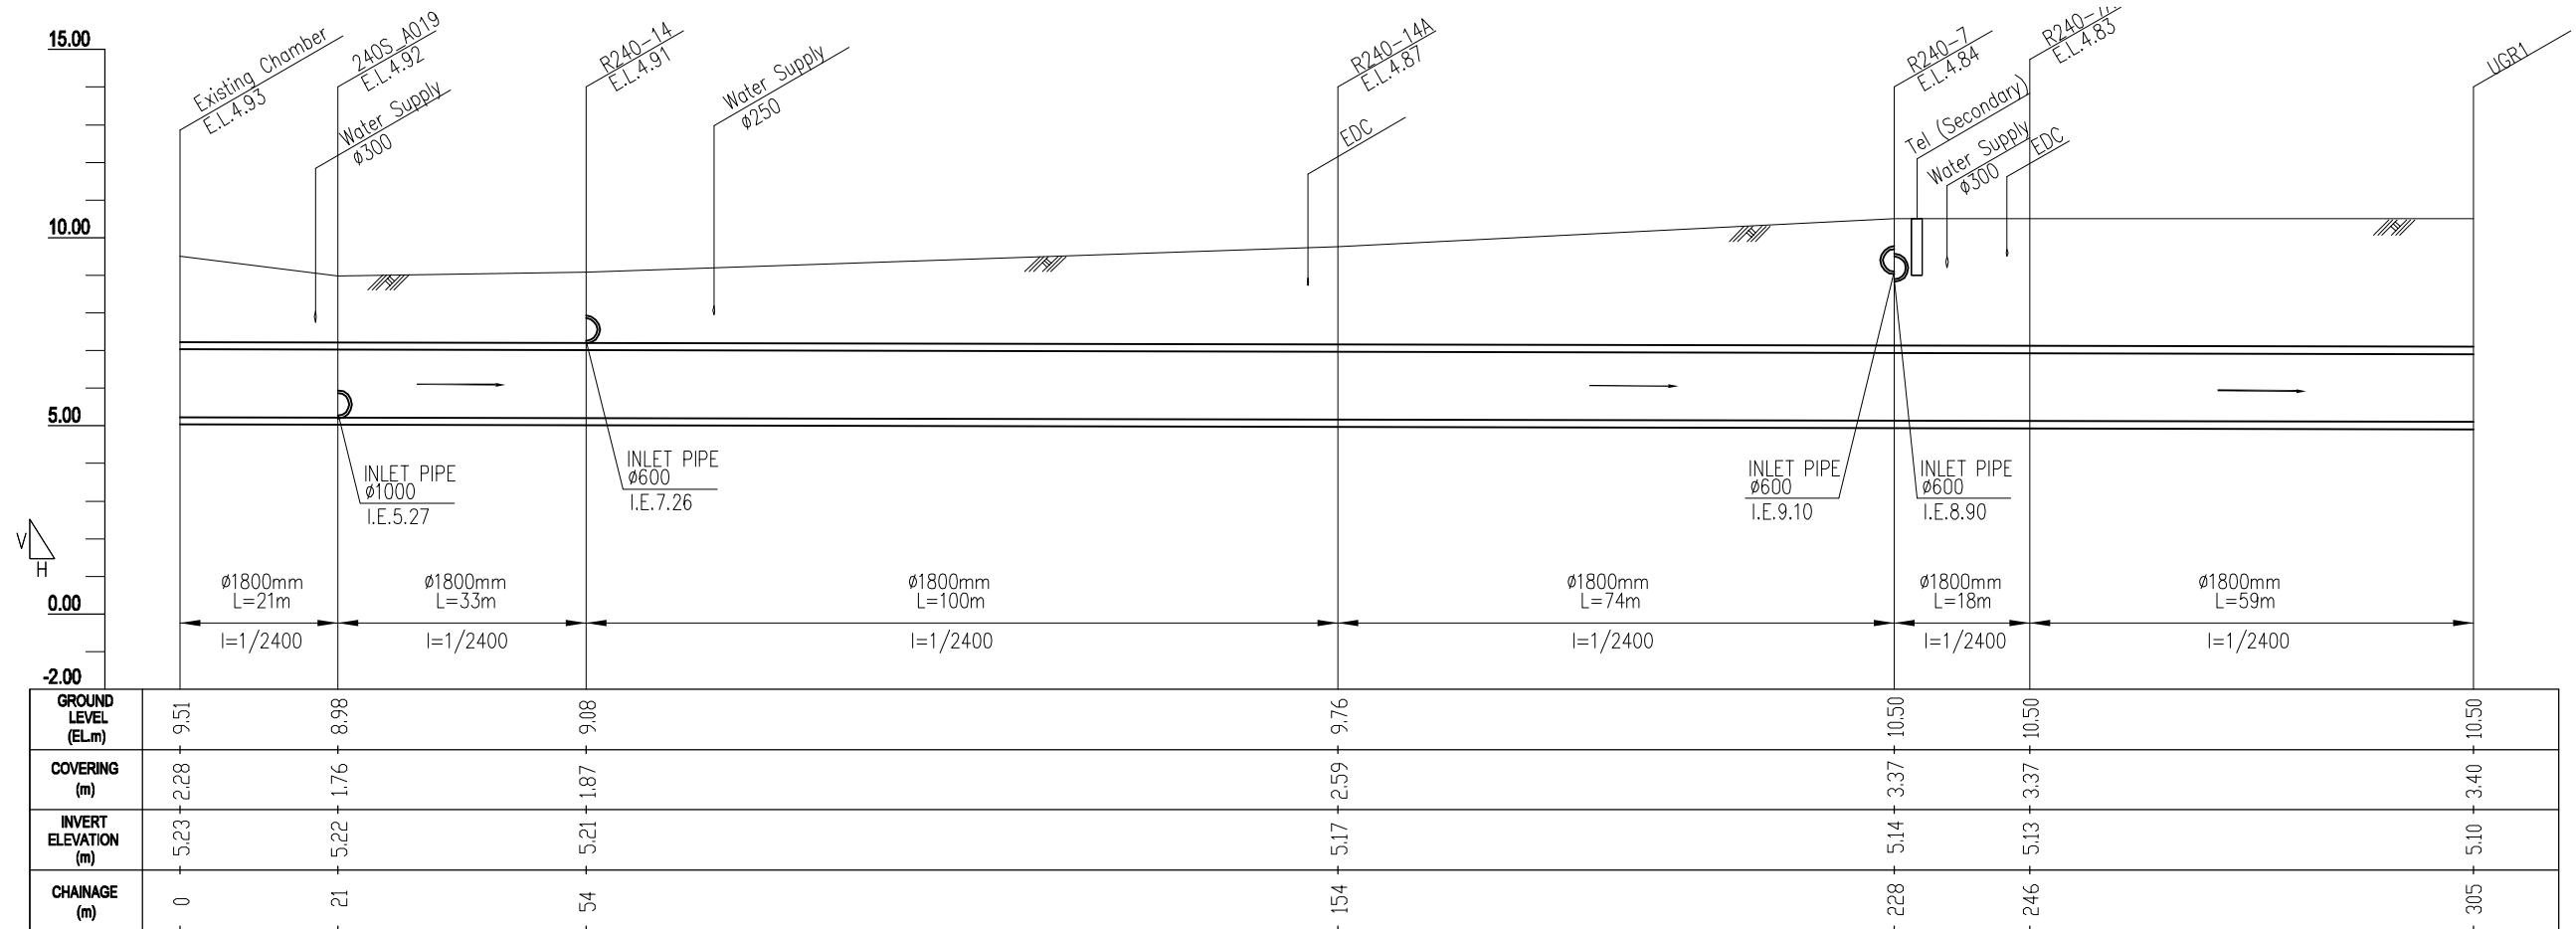 15.00
10.00
5.00
0.00
-2.00
V
H
Existing Chamber
E.L.4.93
240S_A019
E.L.4.92
Water Supply
ø300
R240-14
E.L.4.91
Water Supply
ø250
R240-14A
E.L.4.87
EDC
R240-7
E.L.4.84
Tel (Secondary)
Water Supply
ø300
EDC
E.L.4.83
UGR1
INLET PIPE
ø1000
I.E.5.27
INLET PIPE
ø600
I.E.7.26
INLET PIPE
ø600
I.E.9.10
INLET PIPE
ø600
I.E.8.90
ø1800mm
L=21m
I=1/2400
ø1800mm
L=33m
I=1/2400
ø1800mm
L=100m
I=1/2400
ø1800mm
L=74m
I=1/2400
ø1800mm
L=18m
I=1/2400
ø1800mm
L=59m
I=1/2400
GROUND
LEVEL
(EL.m)
9.51 8.98 9.08 9.76 10.50 10.50 10.50
COVERING
(m)
2.28 1.76 1.87 2.59 3.37 3.37 3.40
INVERT
ELEVATION
(m)
5.23 5.22 5.21 5.17 5.14 5.13 5.10
CHAINAGE
(m)
0 21 54 154 228 246 305